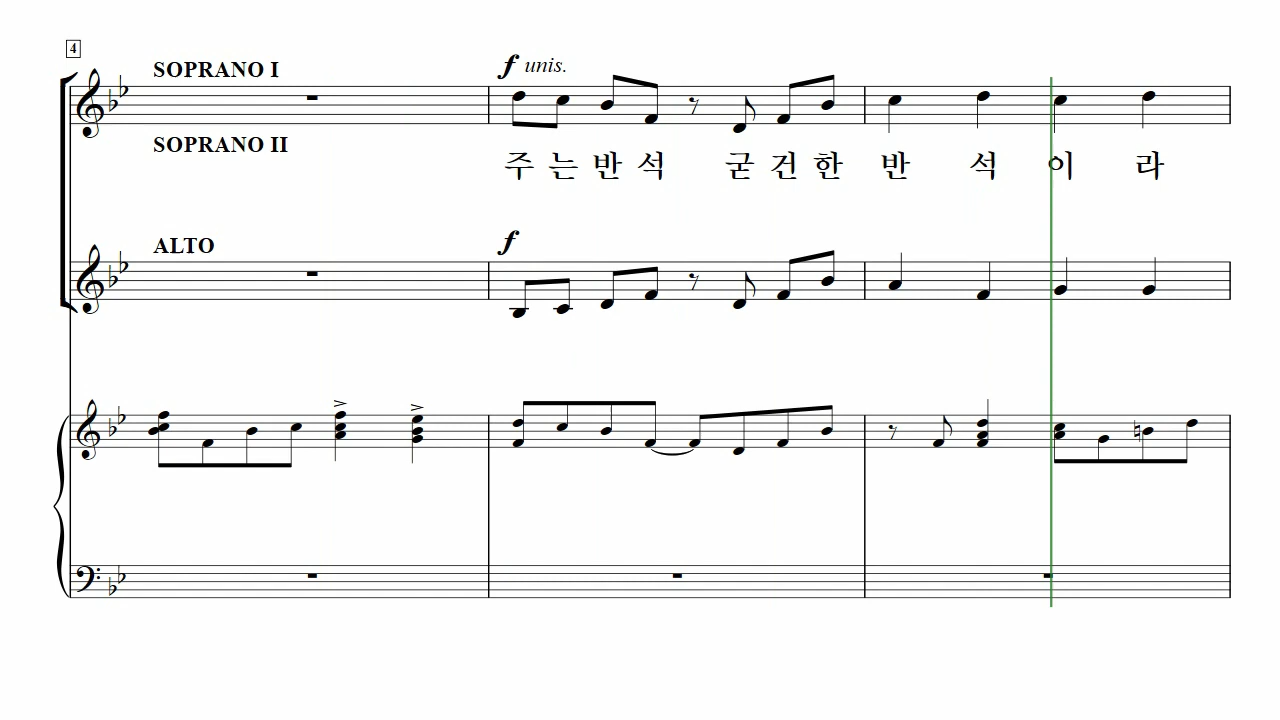 4
SOPRANO I
f unis.
SOPRANO II
주 는 반 석 굳 건 한 반 석 이 라
ALTO
f